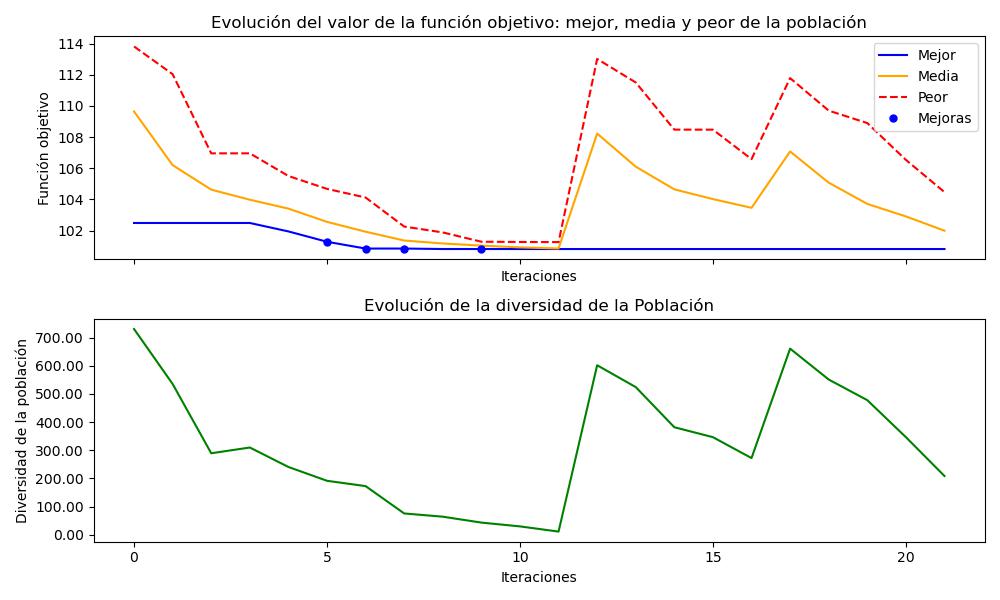 Evolución del valor de la función objetivo: mejor, media y peor de la población
Función objetivo
114
112
110
108
106
104
102
Mejor
Media
Peor
Mejoras
Iteraciones
Evolución de la diversidad de la Población
Diversidad de la población
700.00
600.00
500.00
400.00
300.00
200.00
100.00
0.00
0
5
10
15
20
Iteraciones